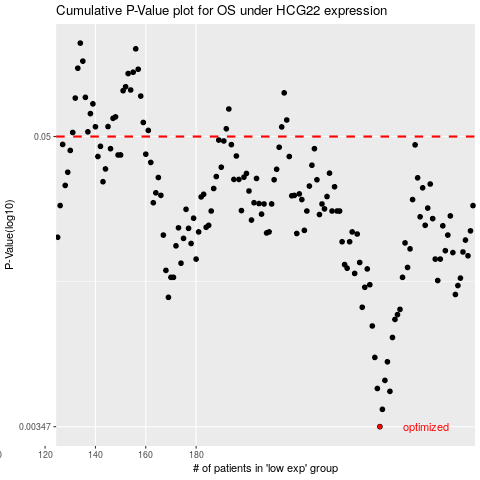 Cumulative P-Value plot for OS under HCG22 expression
P-Value(log10)
0.05
0.00347
optimized
0
120
140
160
180
# of patients in 'low exp' group